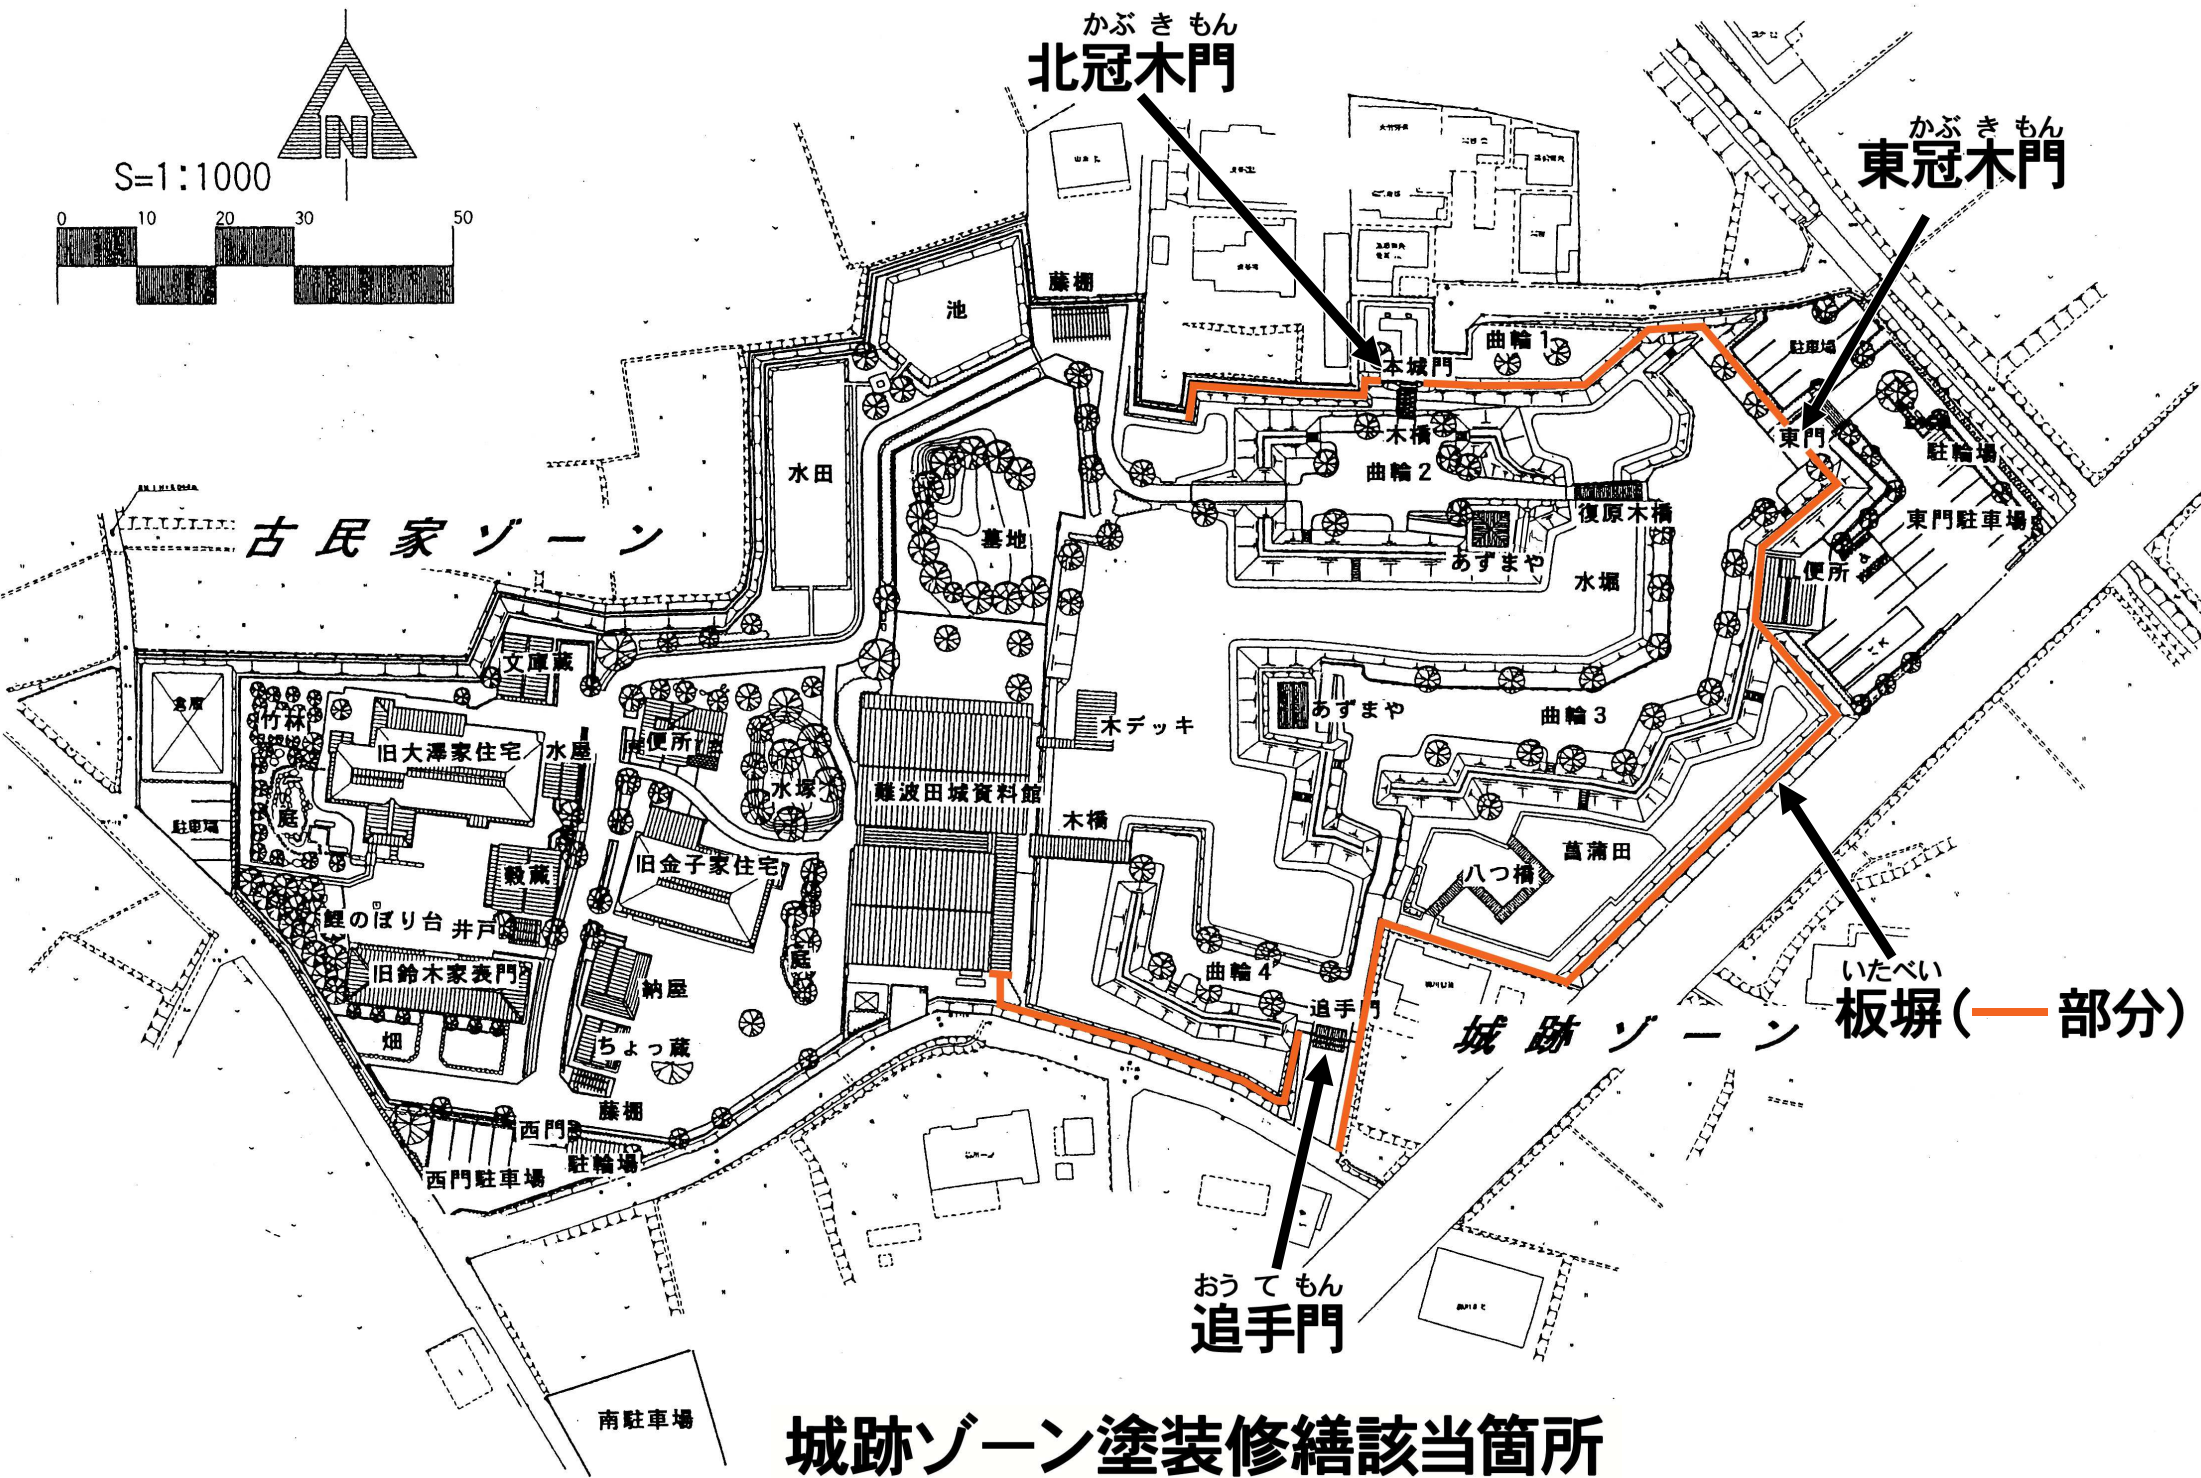 かぶ き もん
北冠木門
かぶ き もん
東冠木門
S=1:1000
0 10 20 30 50
N
藤棚
池
曲輪1
駐車場
本城門
木橋
東門
駐輪場
水田
曲輪2
復原木橋
東門駐車場
古民家ゾーン
墓地
あずまや
水堀
便所
文庫蔵
倉庫
竹林
旧大澤家住宅
水屋
便所
水塚
木デッキ
あずまや
曲輪3
難波田城資料館
駐車場
庭
木橋
菖蒲田
穀蔵
旧金子家住宅
八つ橋
鯉のぼり台
井戸
庭
旧鈴木家表門
納屋
曲輪4
追手門
いたべい
板塀(━部分)
城跡ゾーン
畑
ちょっ蔵
藤棚
西門
駐輪場
西門駐車場
おう て もん
追手門
南駐車場
城跡ゾーン塗装修繕該当箇所